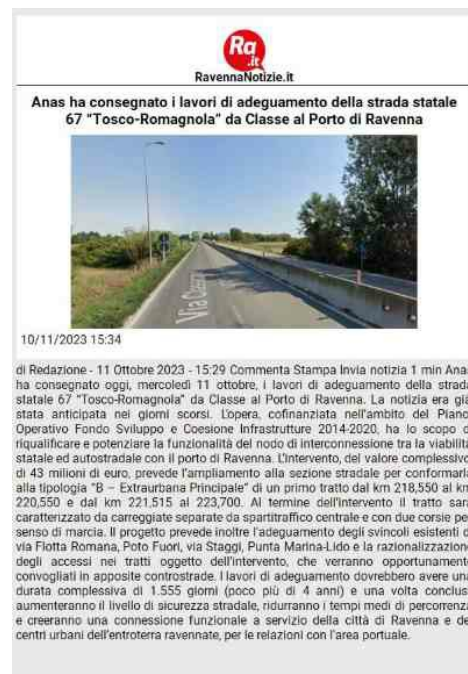 Ra
.it
RavennaNotizie.it
Anas ha consegnato i lavori di adeguamento della strada statale
67 “Tosco-Romagnola” da Classe al Porto di Ravenna
Via Classicana
10/11/2023 15:34
di Redazione - 11 Ottobre 2023 - 15:29 Commenta Stampa Invia notizia 1 min Anas
ha consegnato oggi, mercoledì 11 ottobre, i lavori di adeguamento della strada
statale 67 “Tosco-Romagnola” da Classe al Porto di Ravenna. La notizia era già
stata anticipata nei giorni scorsi. L’opera, cofinanziata nell’ambito del Piano
Operativo Fondo Sviluppo e Coesione Infrastrutture 2014-2020, ha lo scopo di
riqualificare e potenziare la funzionalità del nodo di interconnessione tra la viabilità
statale ed autostradale con il porto di Ravenna. L’intervento, del valore complessivo
di 43 milioni di euro, prevede l’ampliamento alla sezione stradale per conformarla
alla tipologia “B – Extraurbana Principale” di un primo tratto dal km 218,550 al km
220,550 e dal km 221,515 al 223,700. Al termine dell’intervento il tratto sarà
caratterizzato da carreggiate separate da spartitraffico centrale e con due corsie per
senso di marcia. Il progetto prevede inoltre l’adeguamento degli svincoli esistenti di
via Flotta Romana, Poto Fuori, via Staggi, Punta Marina-Lido e la razionalizzazione
degli accessi nei tratti oggetto dell’intervento, che verranno opportunamente
convogliati in apposite controstrade. I lavori di adeguamento dovrebbero avere una
durata complessiva di 1.555 giorni (poco più di 4 anni) e una volta conclusi
aumenteranno il livello di sicurezza stradale, ridurranno i tempi medi di percorrenza
e creeranno una connessione funzionale a servizio della città di Ravenna e dei
centri urbani dell’entroterra ravennate, per le relazioni con l’area portuale.